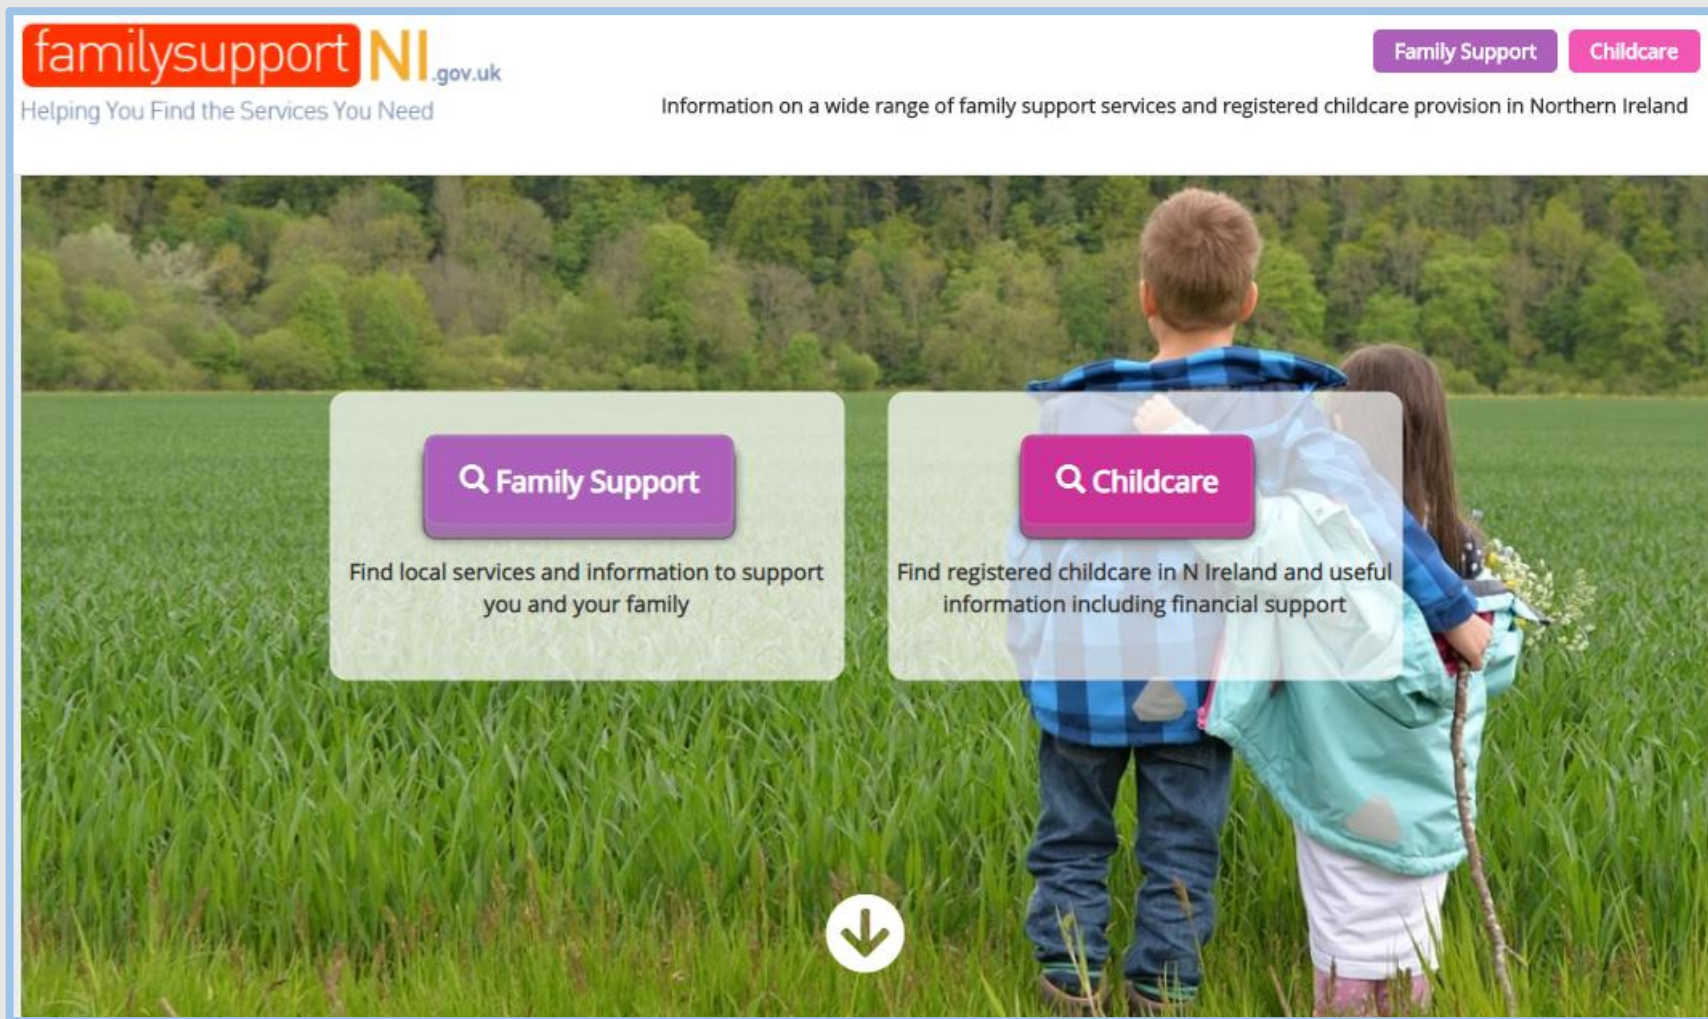 familysupport NI.gov.uk
Helping You Find the Services You Need
Family Support
Childcare
Information on a wide range of family support services and registered childcare provision in Northern Ireland
Family Support
Find local services and information to support
you and your family
Childcare
Find registered childcare in N Ireland and useful
information including financial support